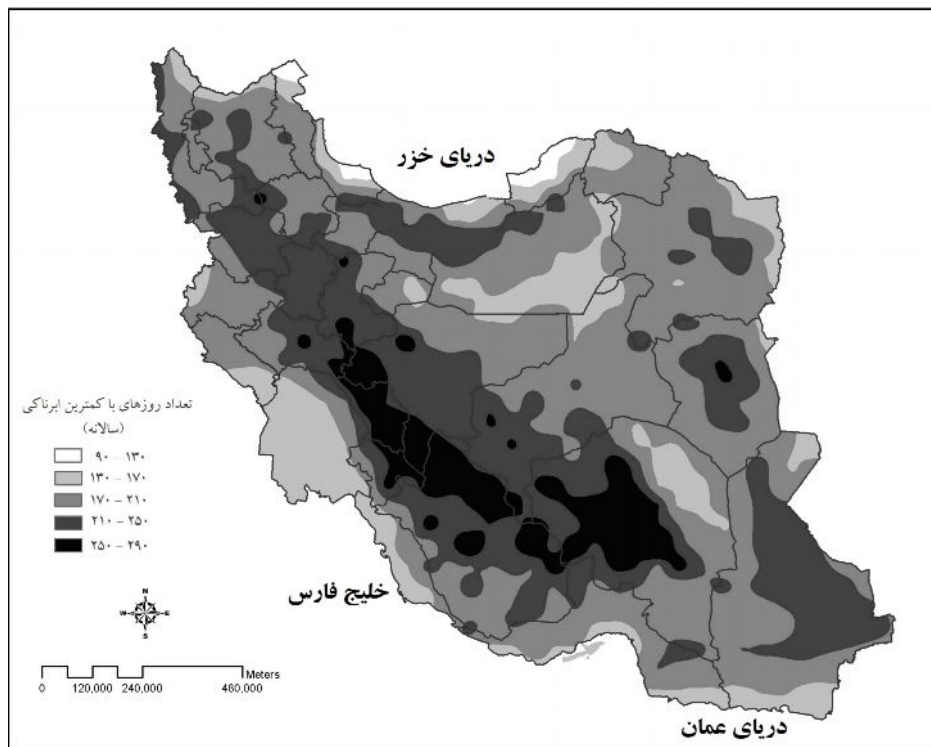 دریای خزر
تعداد روزهای با کمترین ابرناکی
(سالانه)
۹۰ - ۱۳۰
۱۳۰ - ۱۷۰
۱۷۰ - ۲۱۰
۲۱۰ - ۲۵۰
۲۵۰ - ۲۹۰
خلیج فارس
N
W E
S
Meters
0 120,000 240,000 480,000
دریای عمان